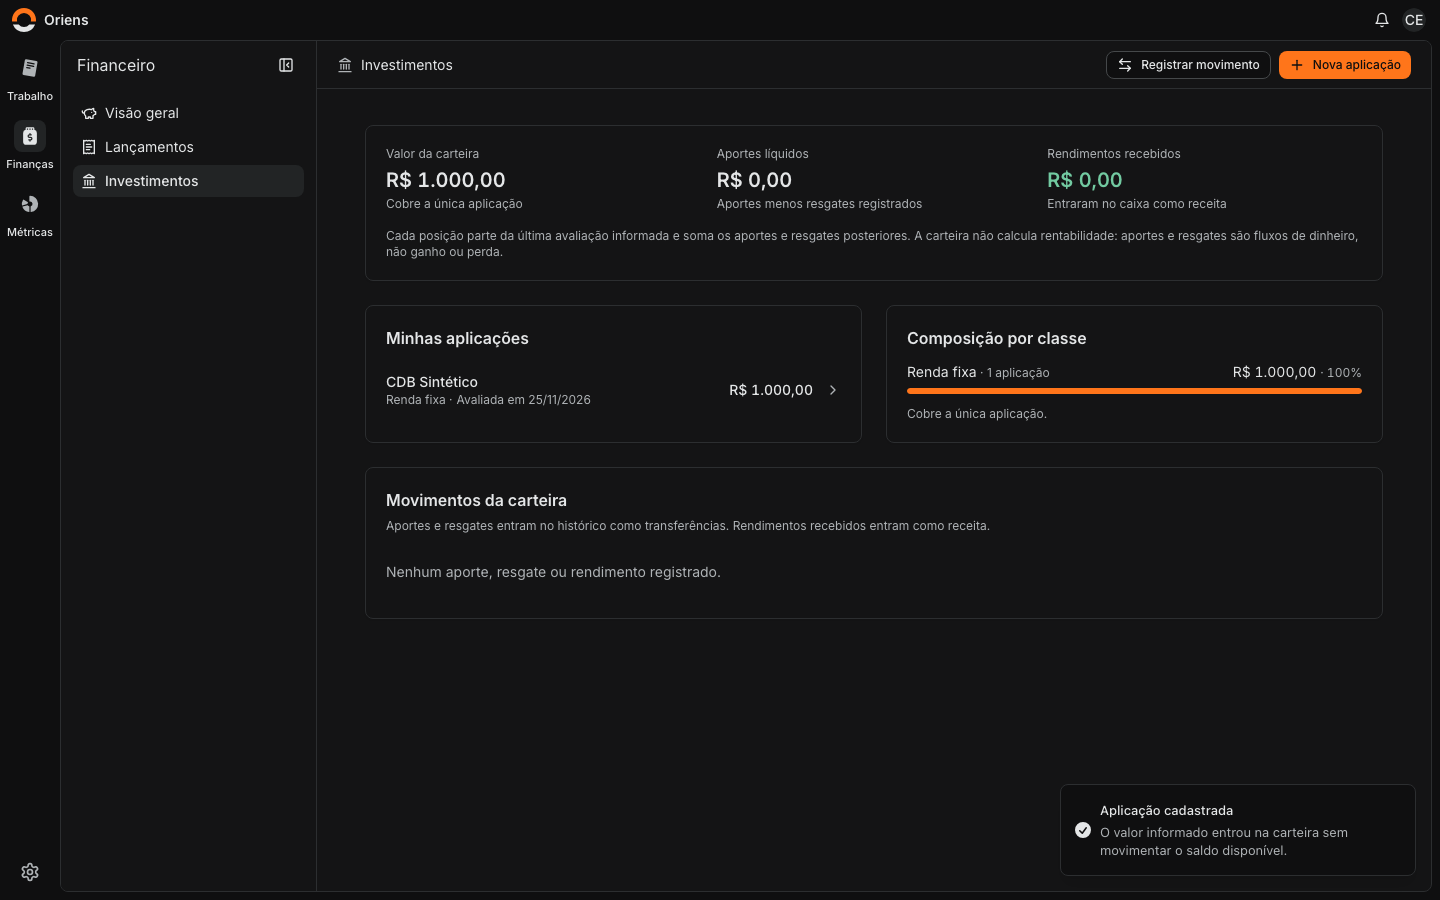 Oriens
CE
Trabalho
Finanças
Métricas
Financeiro
Visão geral
Lançamentos
Investimentos
Investimentos
Registrar movimento
Nova aplicação
Valor da carteira
R$ 1.000,00
Cobre a única aplicação
Aportes líquidos
R$ 0,00
Aportes menos resgates registrados
Rendimentos recebidos
R$ 0,00
Entraram no caixa como receita
Cada posição parte da última avaliação informada e soma os aportes e resgates posteriores. A carteira não calcula rentabilidade: aportes e resgates são fluxos de dinheiro,
não ganho ou perda.
Minhas aplicações
CDB Sintético
Renda fixa · Avaliada em 25/11/2026
R$ 1.000,00
Composição por classe
Renda fixa · 1 aplicação
R$ 1.000,00 · 100%
Cobre a única aplicação.
Movimentos da carteira
Aportes e resgates entram no histórico como transferências. Rendimentos recebidos entram como receita.
Nenhum aporte, resgate ou rendimento registrado.
Aplicação cadastrada
O valor informado entrou na carteira sem
movimentar o saldo disponível.